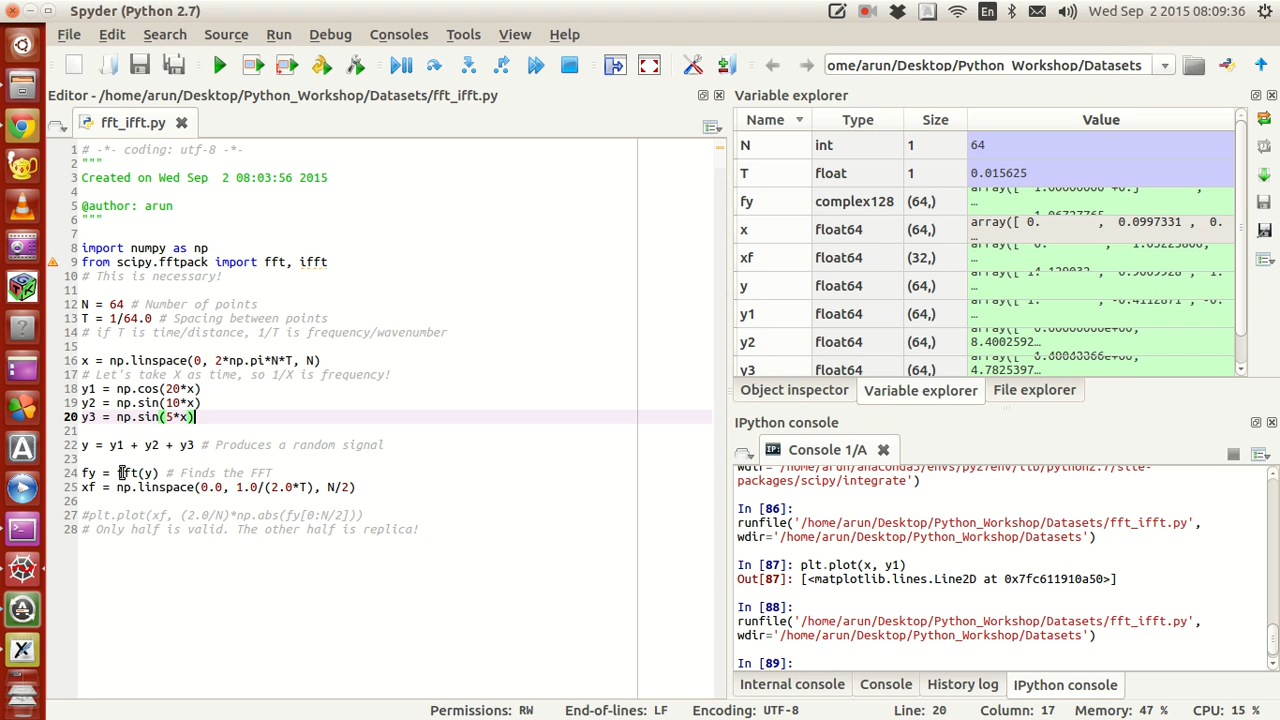 Spyder (Python 2.7)
En
Wed Sep 2 2015 08:09:36
File Edit Search Source Run Debug Consoles Tools View Help
ome/arun/Desktop/Python_Workshop/Datasets
Editor - /home/arun/Desktop/Python_Workshop/Datasets/fft_ifft.py
fft_ifft.py
1 # -*- coding: utf-8 -*-
2 """
3 Created on Wed Sep  2 08:03:56 2015
4
5 @author: arun
6 """
7
8 import numpy as np
9 from scipy.fftpack import fft, ifft
10 # This is necessary!
11
12 N = 64 # Number of points
13 T = 1/64.0 # Spacing between points
14 # if T is time/distance, 1/T is frequency/wavenumber
15
16 x = np.linspace(0, 2*np.pi*N*T, N)
17 # Let's take X as time, so 1/X is frequency!
18 y1 = np.cos(20*x)
19 y2 = np.sin(10*x)
20 y3 = np.sin(5*x)
21
22 y = y1 + y2 + y3 # Produces a random signal
23
24 fy = fft(y) # Finds the FFT
25 xf = np.linspace(0.0, 1.0/(2.0*T), N/2)
26
27 #plt.plot(xf, (2.0/N)*np.abs(fy[0:N/2]))
28 # Only half is valid. The other half is replica!
Variable explorer
Name Type Size Value
N int 1 64
T float 1 0.015625
fy complex128 (64,)
x float64 (64,) array([ 0. , 0.0997331 , 0.
…
xf float64 (32,)
y float64 (64,)
y1 float64 (64,)
y2 float64 (64,) 8.4002592…
y3 float64 (64,) 4.7825397…
Object inspector Variable explorer File explorer
IPython console
Console 1/A
packages/scipy/integrate')
In [86]:
runfile('/home/arun/Desktop/Python_Workshop/Datasets/fft_ifft.py',
wdir='/home/arun/Desktop/Python_Workshop/Datasets')
In [87]: plt.plot(x, y1)
Out[87]: [<matplotlib.lines.Line2D at 0x7fc611910a50>]
In [88]:
runfile('/home/arun/Desktop/Python_Workshop/Datasets/fft_ifft.py',
wdir='/home/arun/Desktop/Python_Workshop/Datasets')
In [89]:
Internal console Console History log IPython console
Permissions: RW End-of-lines: LF Encoding: UTF-8 Line: 20 Column: 17 Memory: 47 % CPU: 15 %